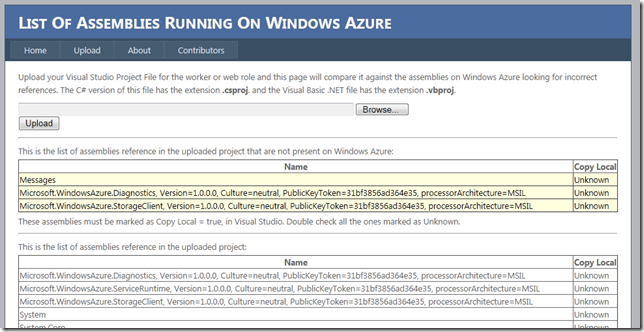 List Of Assemblies Running On Windows Azure
Home Upload About Contributors
Upload your Visual Studio Project File for the worker or web role and this page will compare it against the assemblies on Windows Azure looking for incorrect
references. The C# version of this file has the extension .csproj. and the Visual Basic .NET file has the extension .vbproj.
Browse...
Upload
This is the list of assemblies reference in the uploaded project that are not present on Windows Azure:
Name Copy Local
Messages Unknown
Microsoft.WindowsAzure.Diagnostics, Version=1.0.0.0, Culture=neutral, PublicKeyToken=31bf3856ad364e35, processorArchitecture=MSIL Unknown
Microsoft.WindowsAzure.StorageClient, Version=1.0.0.0, Culture=neutral, PublicKeyToken=31bf3856ad364e35, processorArchitecture=MSIL Unknown
These assemblies must be marked as Copy Local = true, in Visual Studio. Double check all the ones marked as Unknown.
This is the list of assemblies reference in the uploaded project:
Name Copy Local
Microsoft.WindowsAzure.Diagnostics, Version=1.0.0.0, Culture=neutral, PublicKeyToken=31bf3856ad364e35, processorArchitecture=MSIL Unknown
Microsoft.WindowsAzure.ServiceRuntime, Version=1.0.0.0, Culture=neutral, PublicKeyToken=31bf3856ad364e35, processorArchitecture=MSIL Unknown
Microsoft.WindowsAzure.StorageClient, Version=1.0.0.0, Culture=neutral, PublicKeyToken=31bf3856ad364e35, processorArchitecture=MSIL Unknown
System Unknown
System.Core Unknown